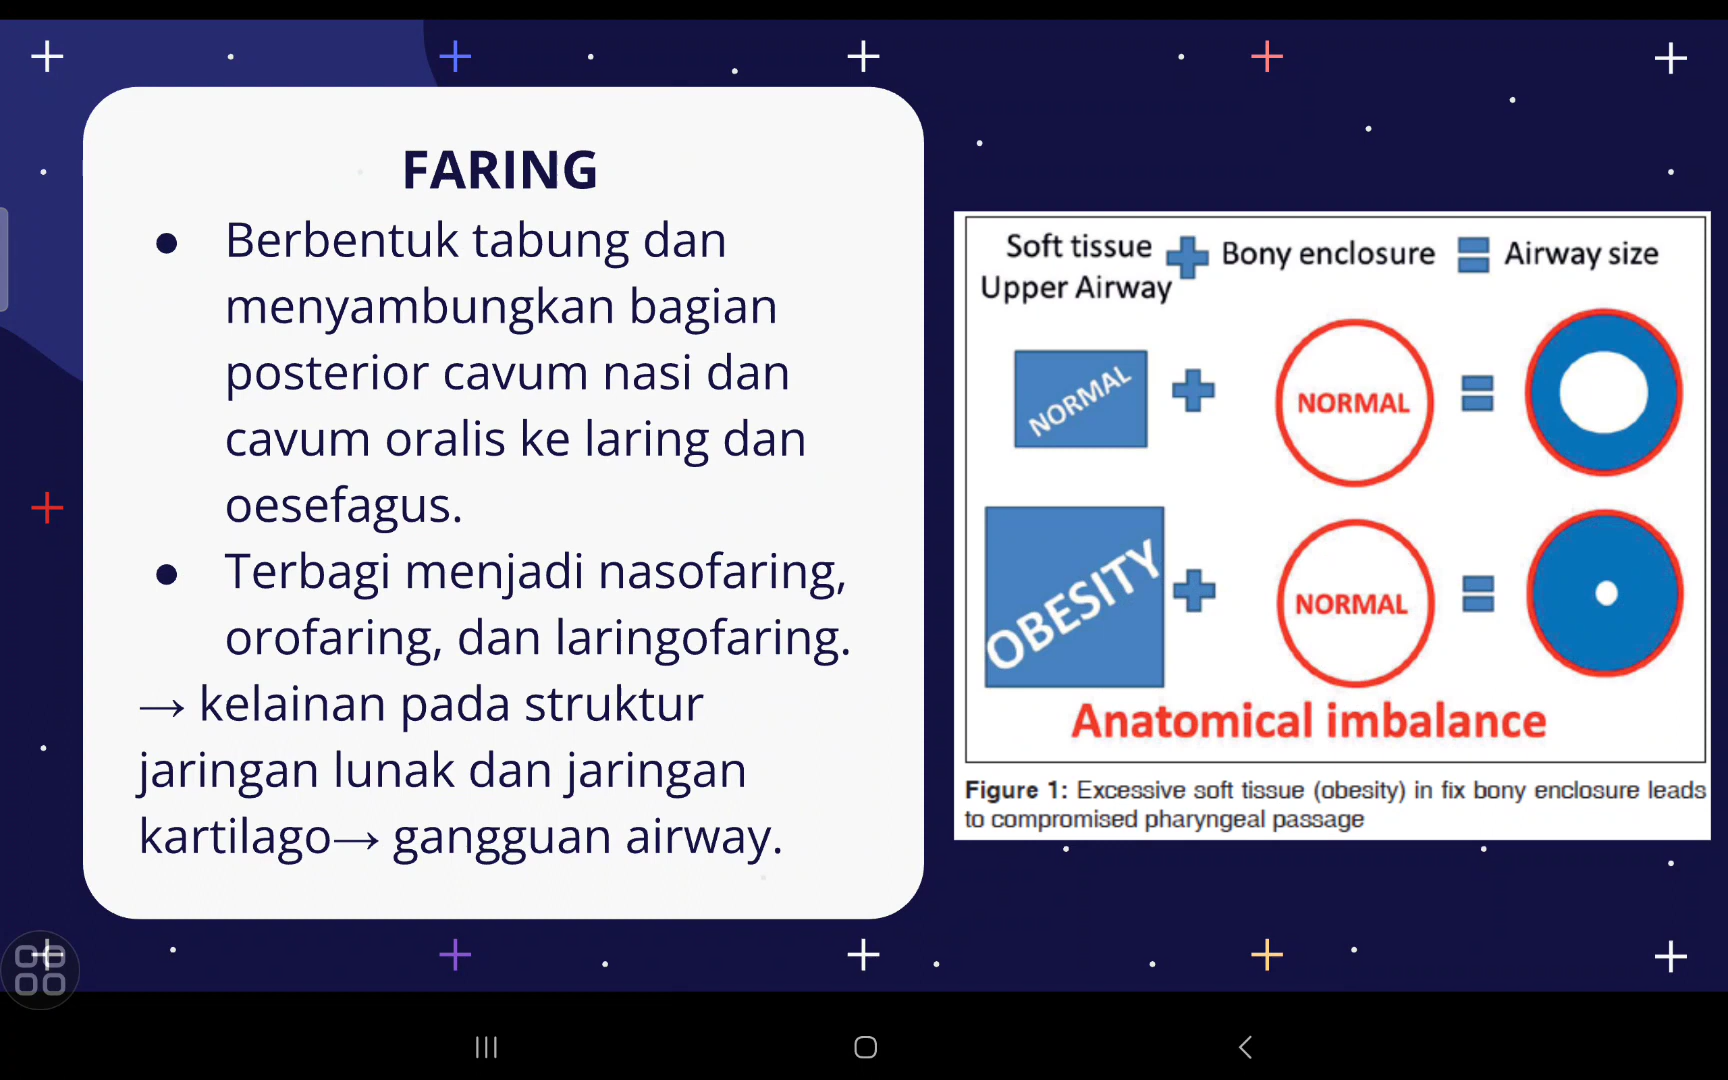 FARING
● Berbentuk tabung dan
menyambungkan bagian
posterior cavum nasi dan
cavum oralis ke laring dan
oesefagus.
● Terbagi menjadi nasofaring,
orofaring, dan laringofaring.
→ kelainan pada struktur
jaringan lunak dan jaringan
kartilago→ gangguan airway.
Soft tissue
Upper Airway + Bony enclosure = Airway size
NORMAL + NORMAL =
OBESITY + NORMAL =
Anatomical imbalance
Figure 1: Excessive soft tissue (obesity) in fix bony enclosure leads
to compromised pharyngeal passage